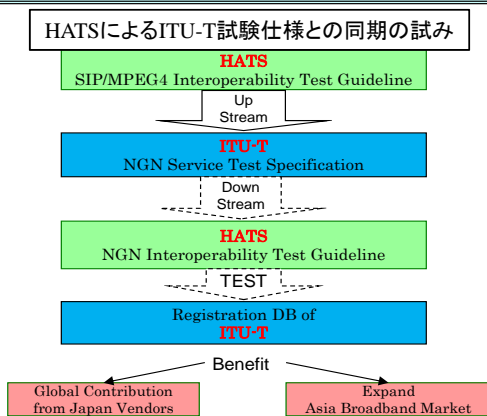 HATSによるITU-T試験仕様との同期の試み
HATS
SIP/MPEG4 Interoperability Test Guideline
Up
Stream
ITU-T
NGN Service Test Specification
Down
Stream
HATS
NGN Interoperability Test Guideline
TEST
Registration DB of
ITU-T
Benefit
Global Contribution
from Japan Vendors
Expand
Asia Broadband Market